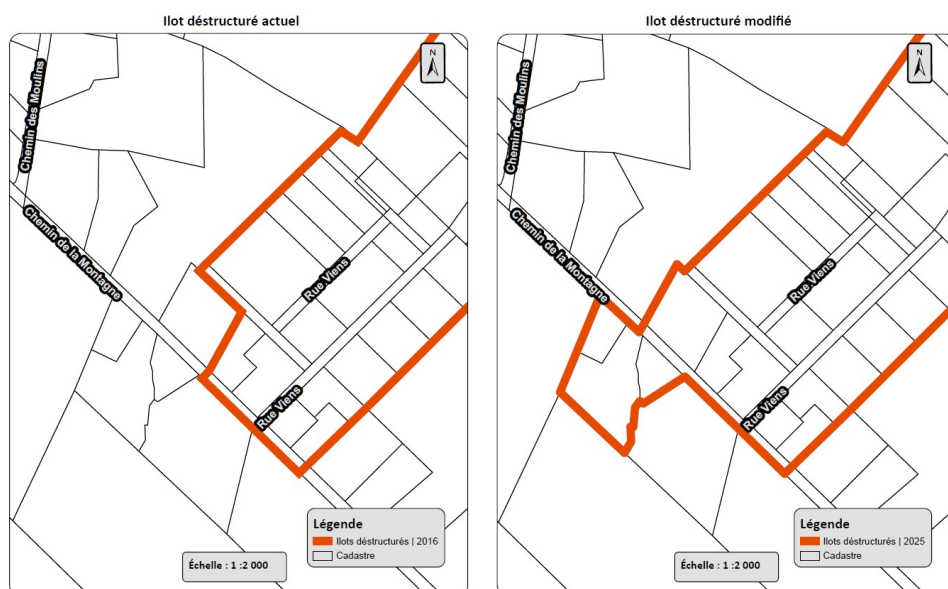 Ilot déstructuré actuel
N
Chemin des Moulins
Chemin de la Montagne
Rue Viens
Rue Viens
Légende
Ilots déstructurés | 2016
Cadastre
Échelle : 1 :2 000
Ilot déstructuré modifié
N
Chemin des Moulins
Chemin de la Montagne
Rue Viens
Rue Viens
Légende
Ilots déstructurés | 2025
Cadastre
Échelle : 1 :2 000